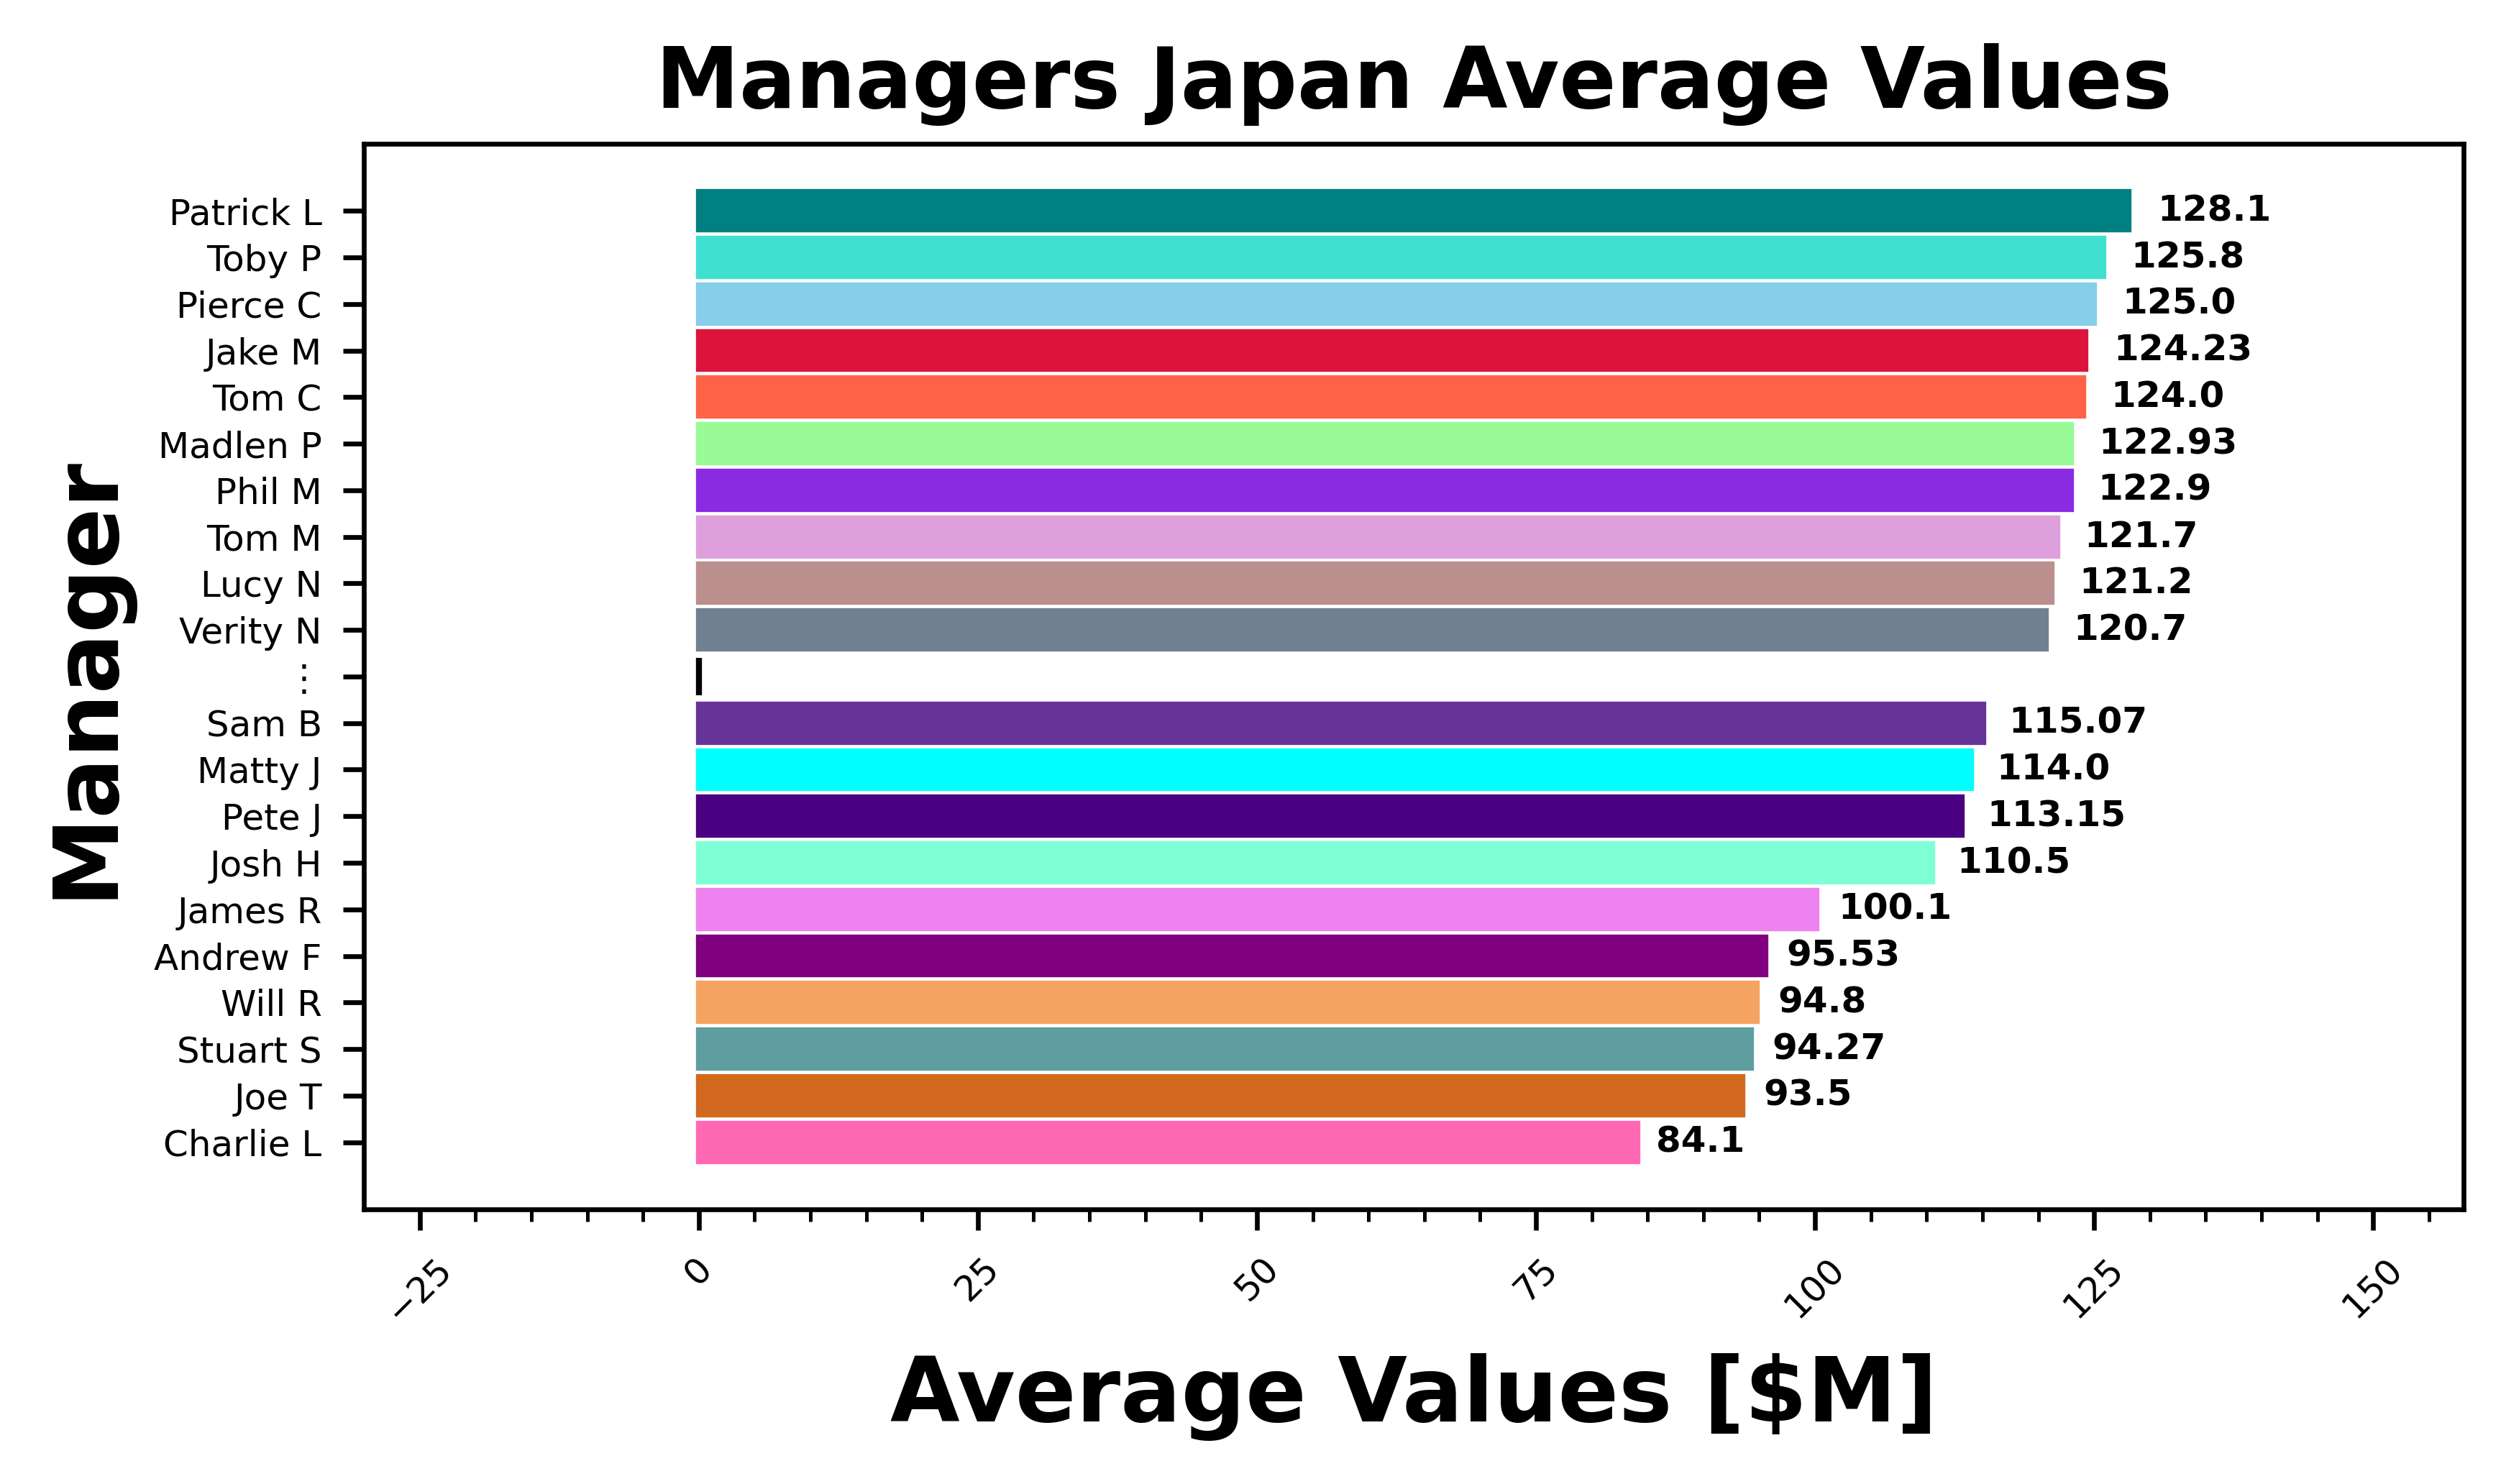 Managers Japan Average Values
Manager
Patrick L 128.1
Toby P 125.8
Pierce C 125.0
Jake M 124.23
Tom C 124.0
Madlen P 122.93
Phil M 122.9
Tom M 121.7
Lucy N 121.2
Verity N 120.7
⋮
Sam B 115.07
Matty J 114.0
Pete J 113.15
Josh H 110.5
James R 100.1
Andrew F 95.53
Will R 94.8
Stuart S 94.27
Joe T 93.5
Charlie L 84.1
−25 0 25 50 75 100 125 150
Average Values [$M]